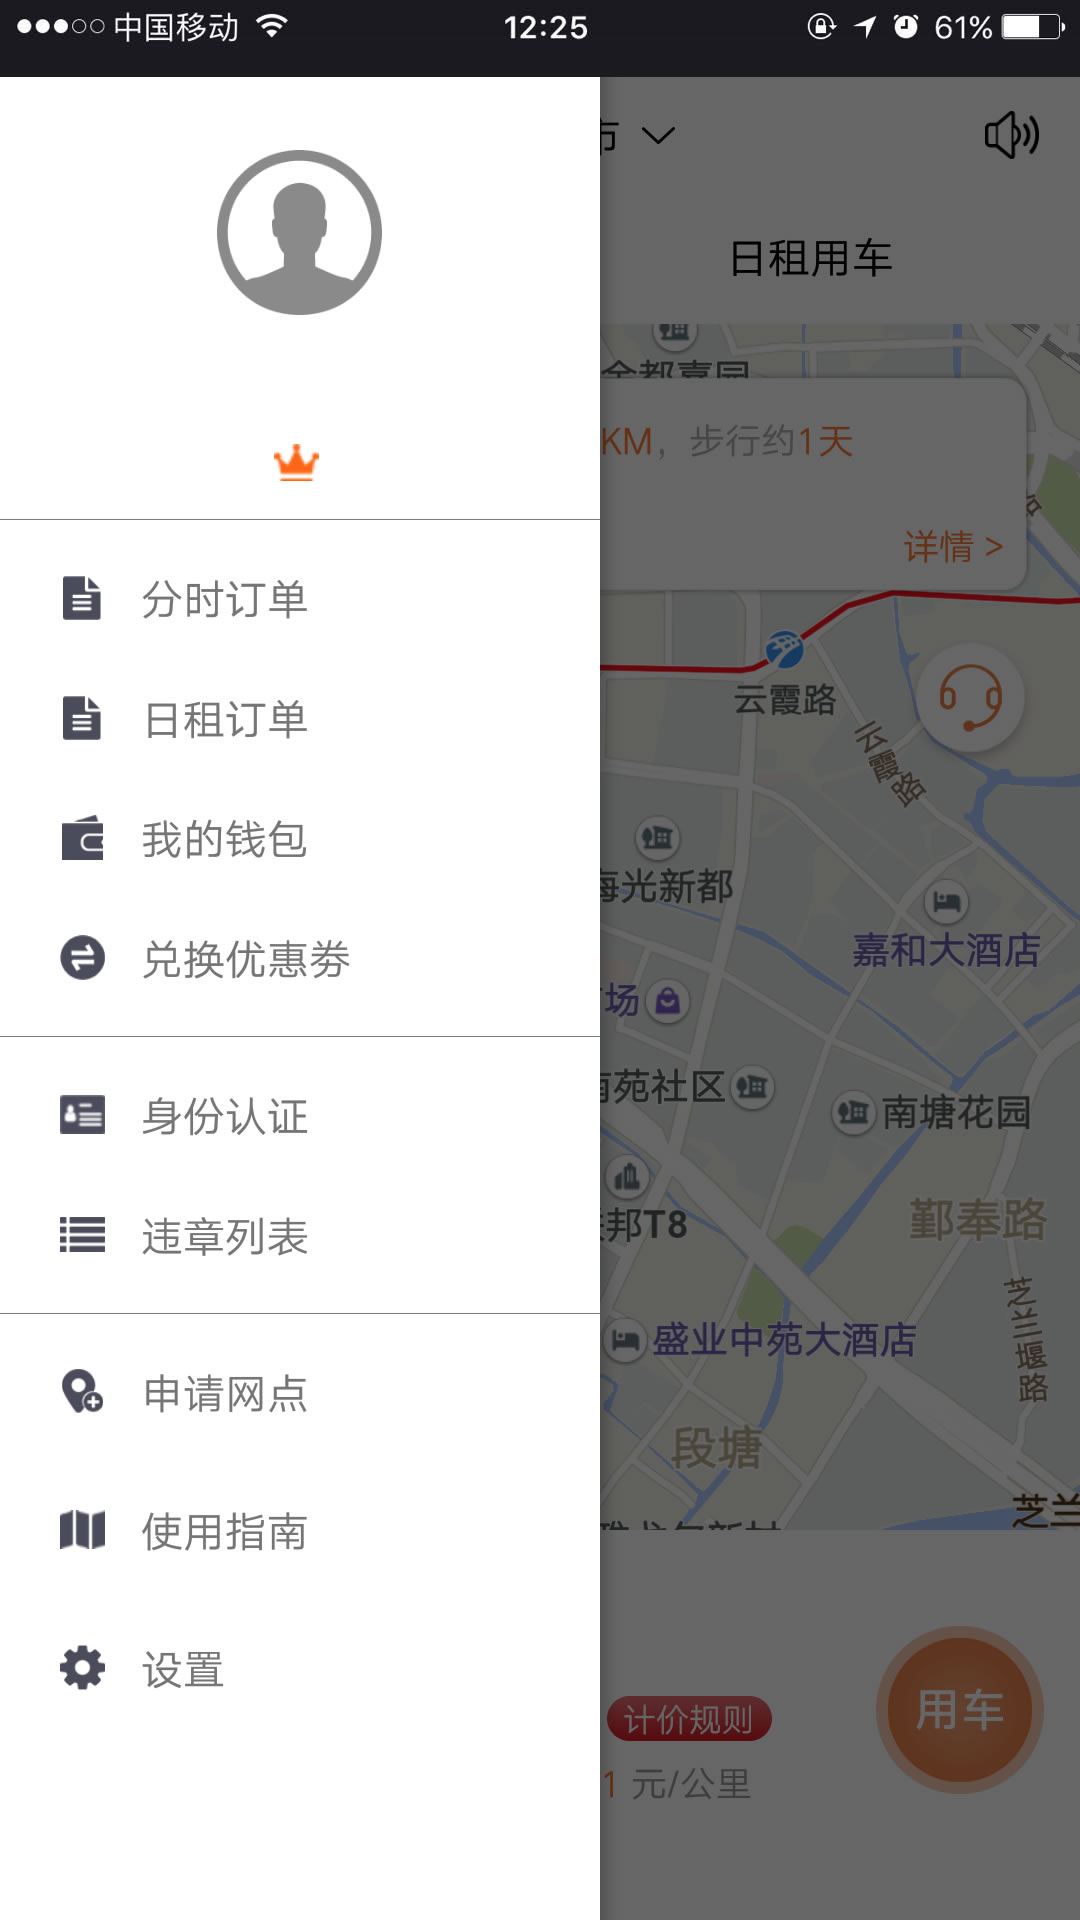 中国移动
12:25
61%
市
日租用车
金都嘉园
KM，步行约1天
详情 >
云霞路
云霞路
海光新都
嘉和大酒店
场
南苑社区
南塘花园
邦T8
鄞奉路
芝兰堰路
盛业中苑大酒店
段塘
芝兰
分时订单
日租订单
我的钱包
兑换优惠券
身份认证
违章列表
申请网点
使用指南
设置
计价规则
1 元/公里
用车